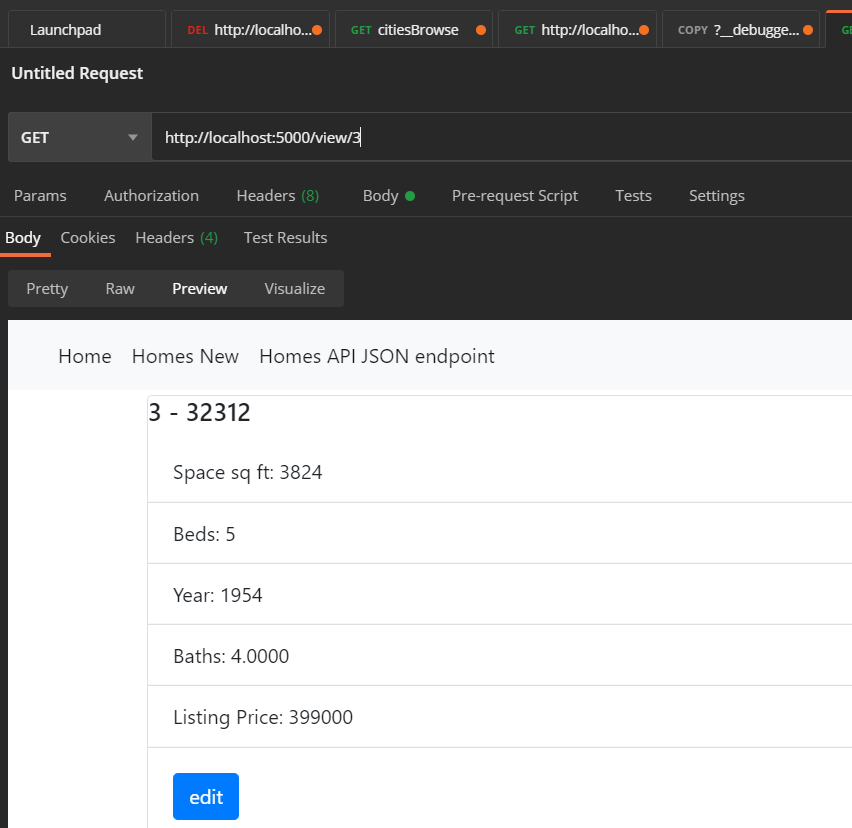 Launchpad DEL http://localho... GET citiesBrowse GET http://localho... COPY ?__debugge...
Untitled Request
GET http://localhost:5000/view/3
Params Authorization Headers (8) Body Pre-request Script Tests Settings
Body Cookies Headers (4) Test Results
Pretty Raw Preview Visualize
Home Homes New Homes API JSON endpoint
3 - 32312
Space sq ft: 3824
Beds: 5
Year: 1954
Baths: 4.0000
Listing Price: 399000
edit